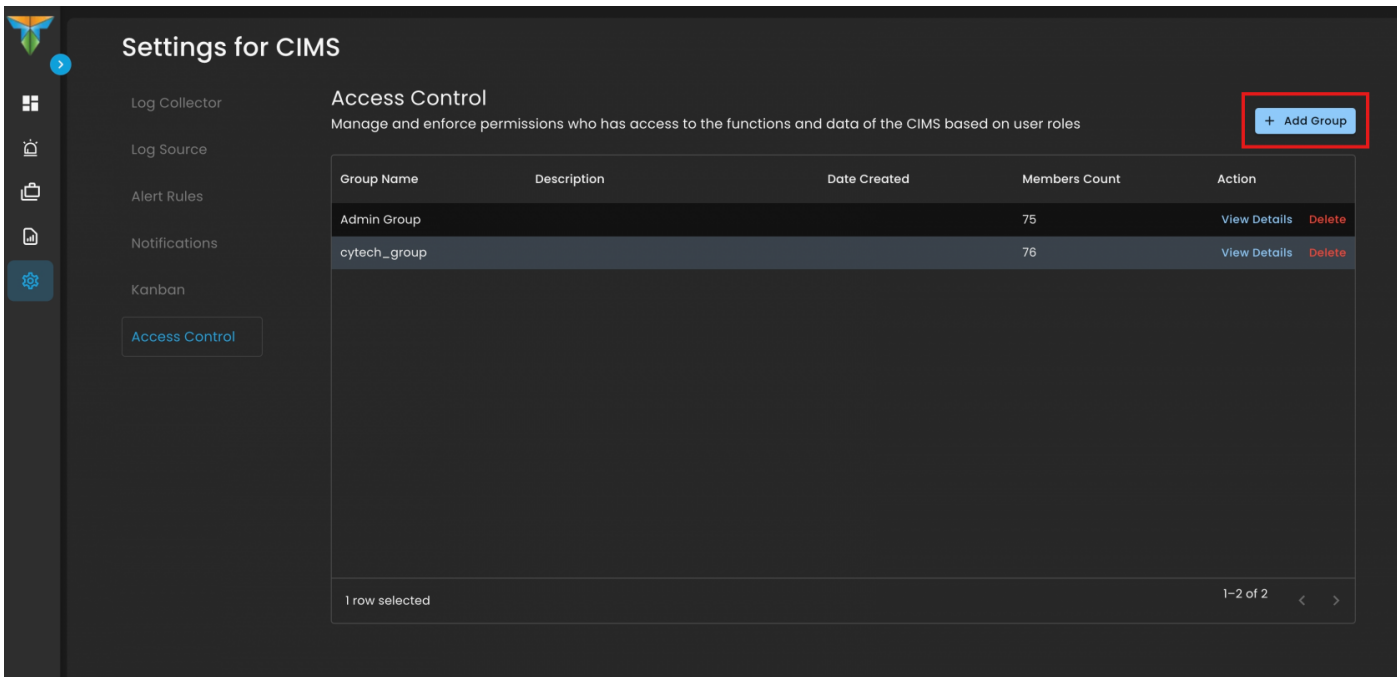 Settings for CIMS
Log Collector
Log Source
Alert Rules
Notifications
Kanban
Access Control
Access Control
Manage and enforce permissions who has access to the functions and data of the CIMS based on user roles
+ Add Group
Group Name Description Date Created Members Count Action
Admin Group 75 View Details Delete
cytech_group 76 View Details Delete
1 row selected 1–2 of 2